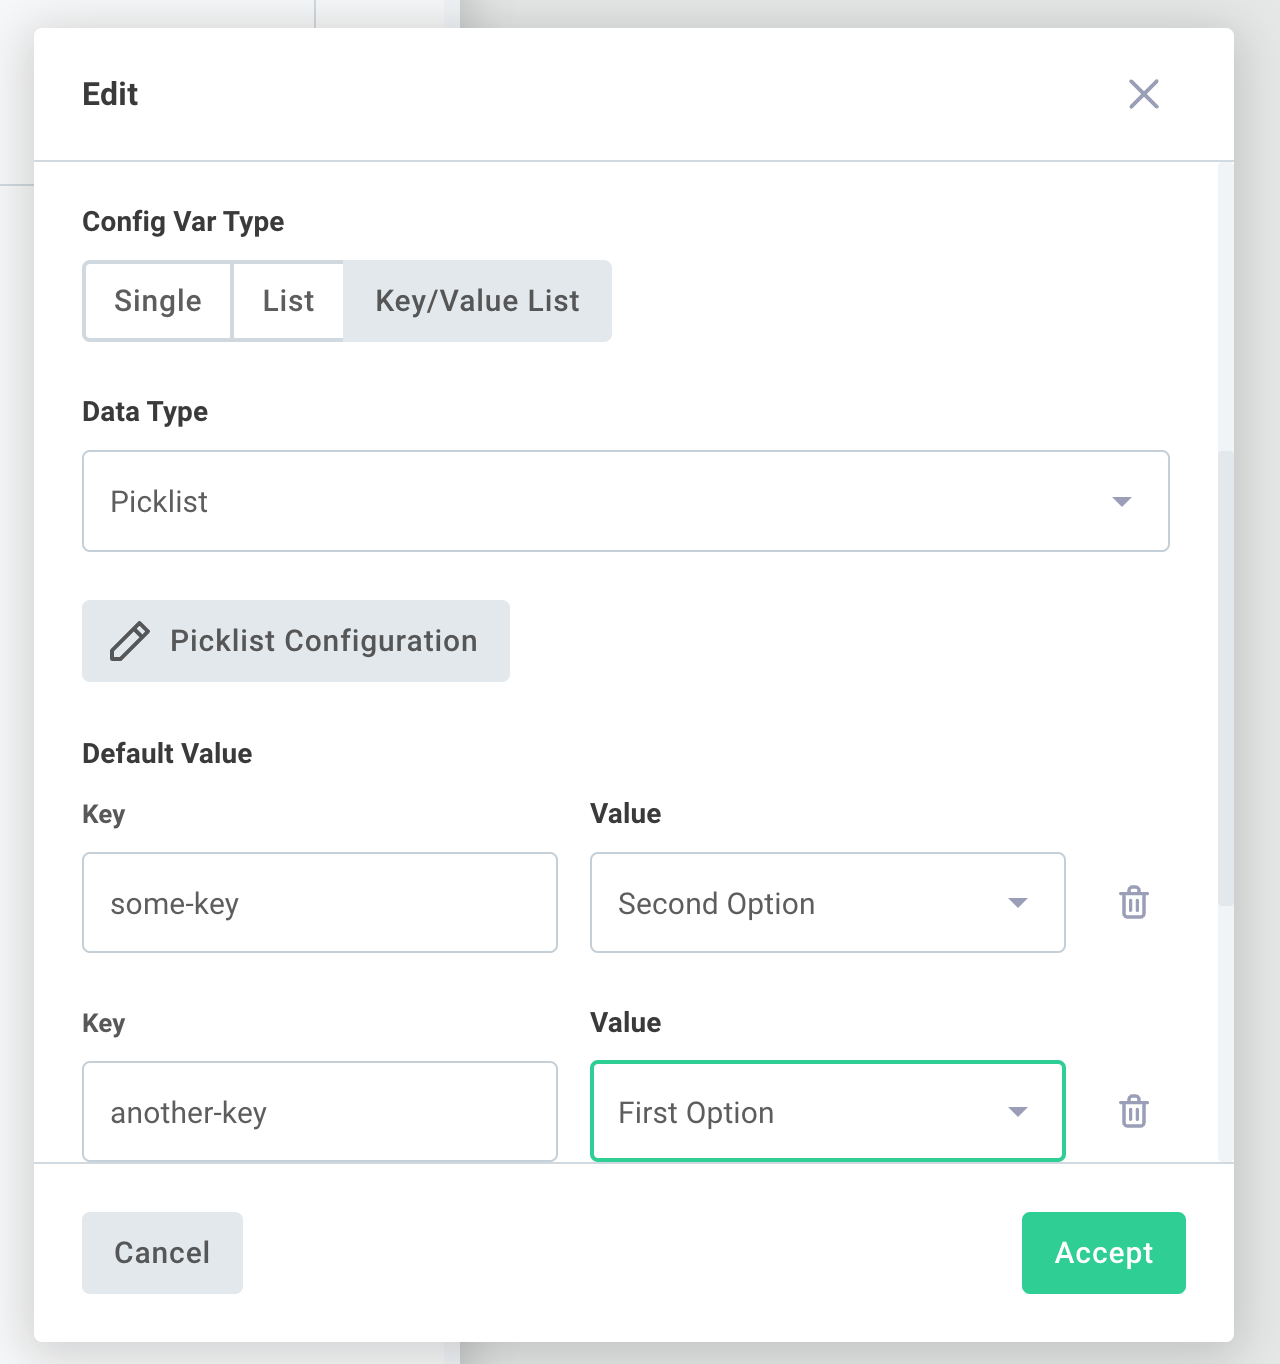 Edit
Config Var Type
Single List Key/Value List
Data Type
Picklist
Picklist Configuration
Default Value
Key Value
some-key Second Option
Key Value
another-key First Option
Cancel Accept